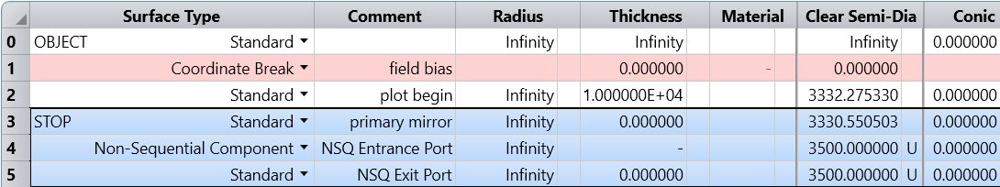 Surface Type Comment Radius Thickness Material Clear Semi-Dia Conic
0 OBJECT Standard Infinity Infinity Infinity 0.000000
1 Coordinate Break field bias 0.000000 - 0.000000
2 Standard plot begin Infinity 1.000000E+04 3332.275330 0.000000
3 STOP Standard primary mirror Infinity 0.000000 3330.550503 0.000000
4 Non-Sequential Component NSQ Entrance Port Infinity - 3500.000000 U 0.000000
5 Standard NSQ Exit Port Infinity 0.000000 3500.000000 U 0.000000